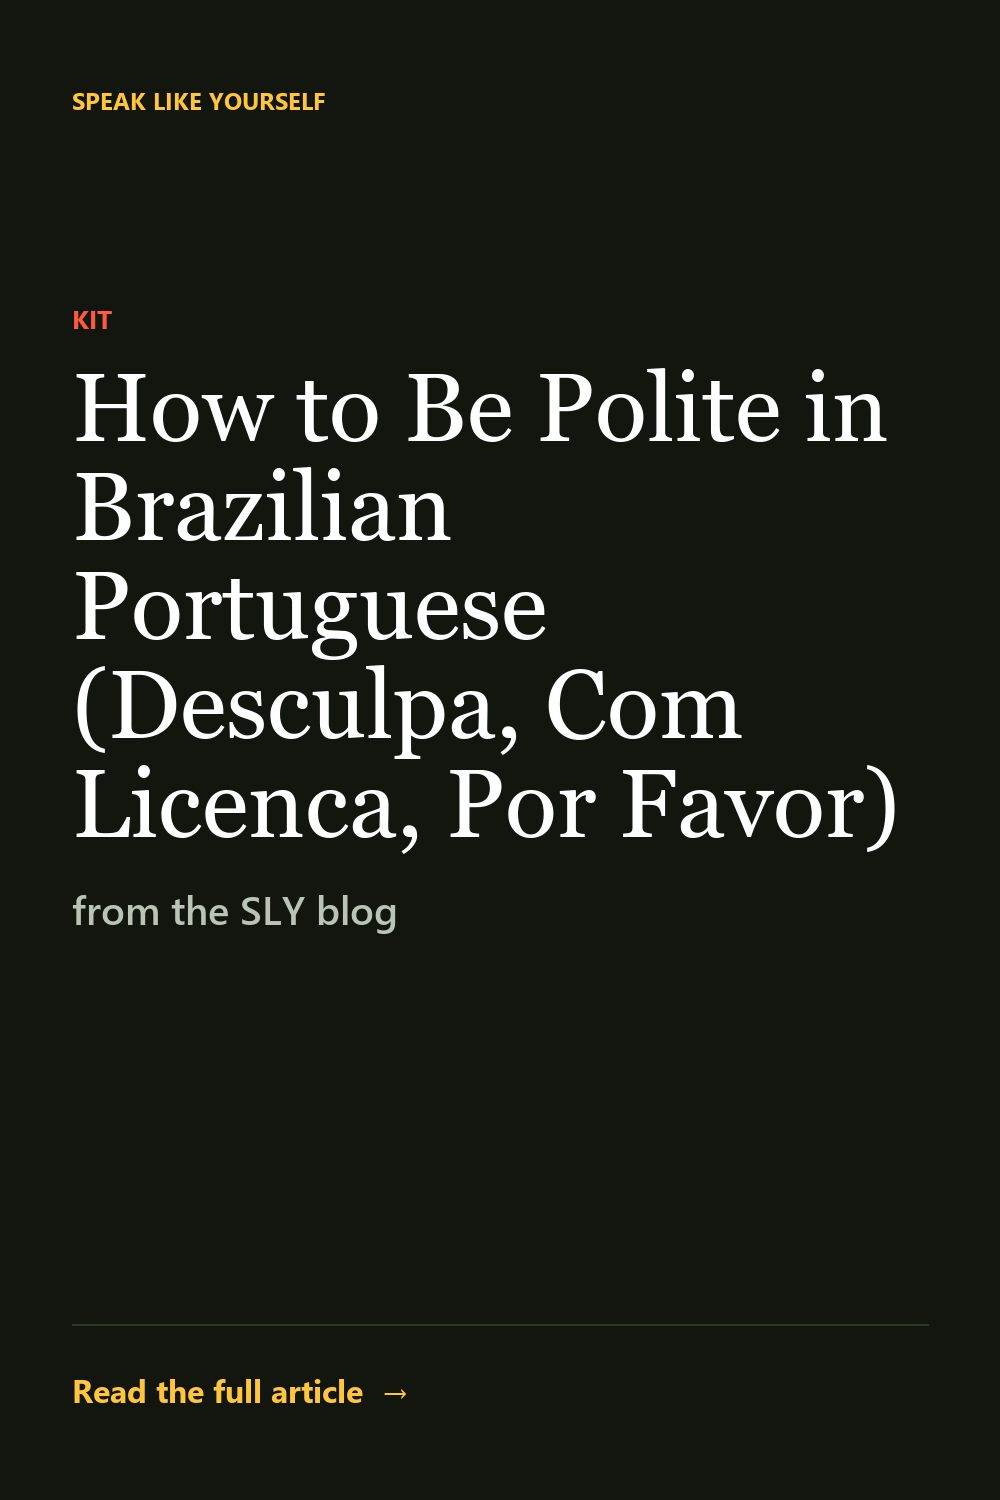 SPEAK LIKE YOURSELF
KIT
How to Be Polite in
Brazilian
Portuguese
(Desculpa, Com
Licenca, Por Favor)
from the SLY blog
Read the full article →